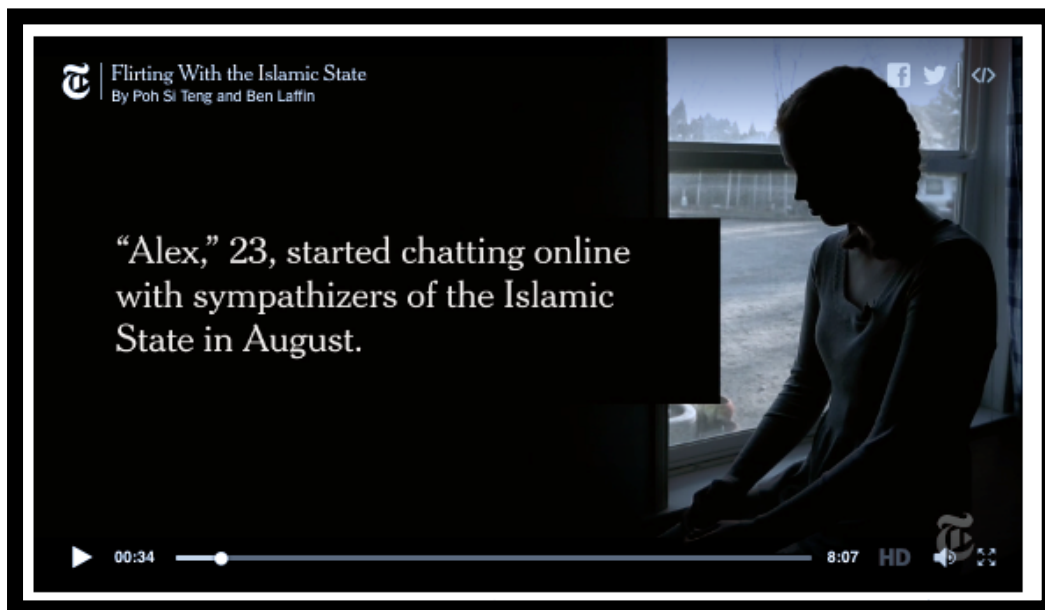 Flirting With the Islamic State
By Poh Si Teng and Ben Laffin
“Alex,” 23, started chatting online
with sympathizers of the Islamic
State in August.
00:34
8:07
HD